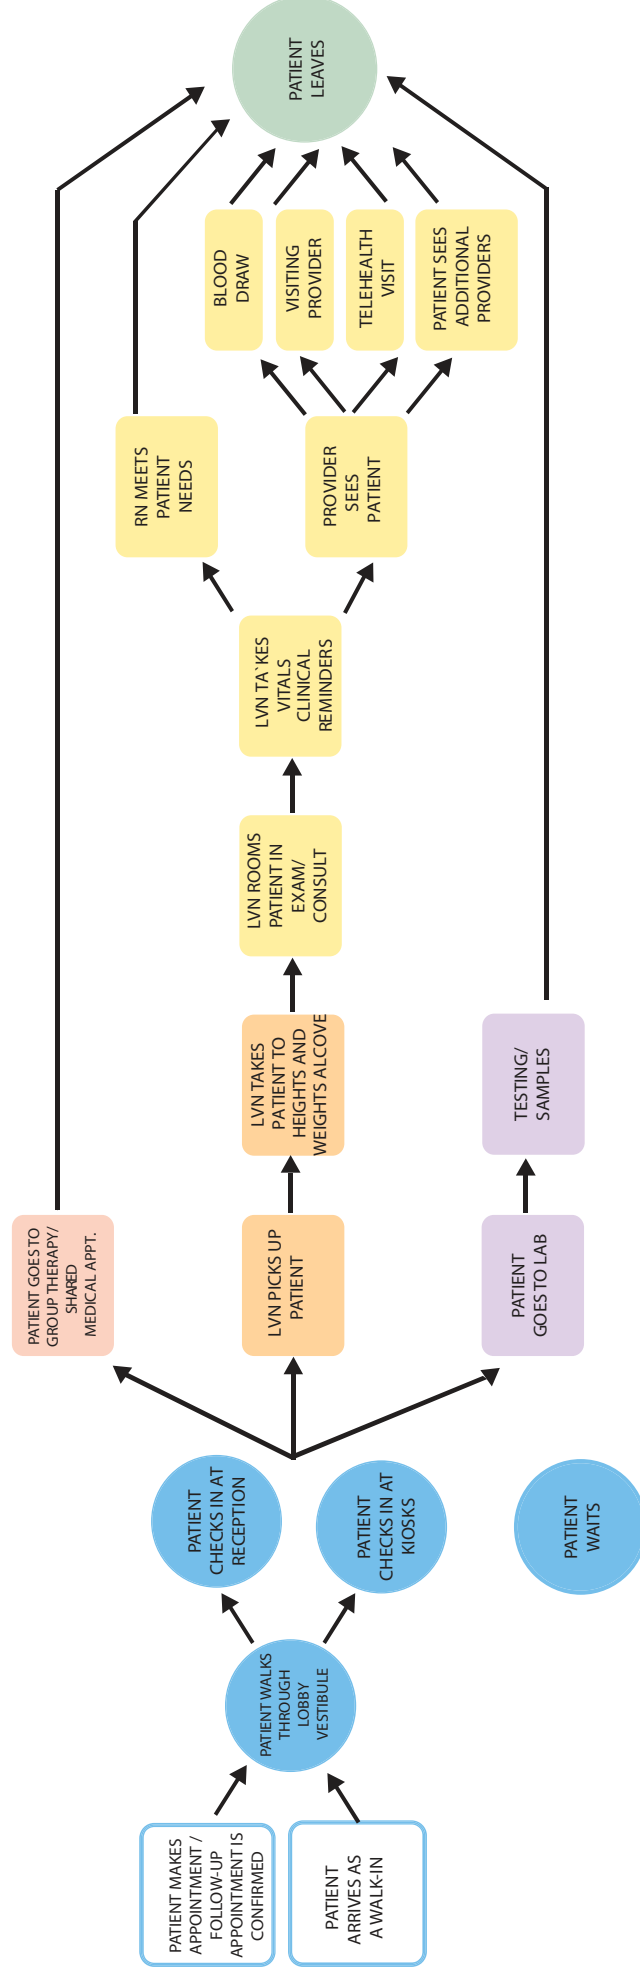 PATIENT MAKES
APPOINTMENT /
FOLLOW-UP
APPOINTMENT IS
CONFIRMED
PATIENT
ARRIVES AS
A WALK-IN
PATIENT WALKS
THROUGH
LOBBY
VESTIBULE
PATIENT
CHECKS IN AT
RECEPTION
PATIENT
CHECKS IN AT
KIOSKS
PATIENT
WAITS
PATIENT GOES TO
GROUP THERAPY/
SHARED
MEDICAL APPT.
LVN PICKS UP
PATIENT
PATIENT
GOES TO LAB
LVN TAKES
PATIENT TO
HEIGHTS AND
WEIGHTS ALCOVE
TESTING/
SAMPLES
LVN ROOMS
PATIENT IN
EXAM/
CONSULT
LVN TA`KES
VITALS
CLINICAL
REMINDERS
RN MEETS
PATIENT
NEEDS
PROVIDER
SEES
PATIENT
BLOOD
DRAW
VISITING
PROVIDER
TELEHEALTH
VISIT
PATIENT SEES
ADDITIONAL
PROVIDERS
PATIENT
LEAVES